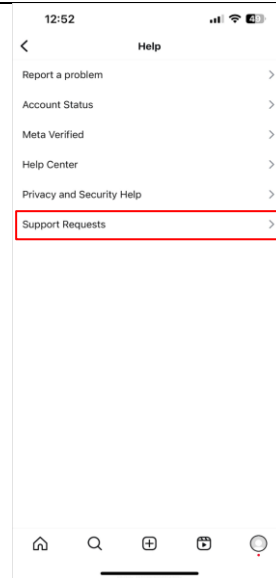 12:52
Help
Report a problem
Account Status
Meta Verified
Help Center
Privacy and Security Help
Support Requests